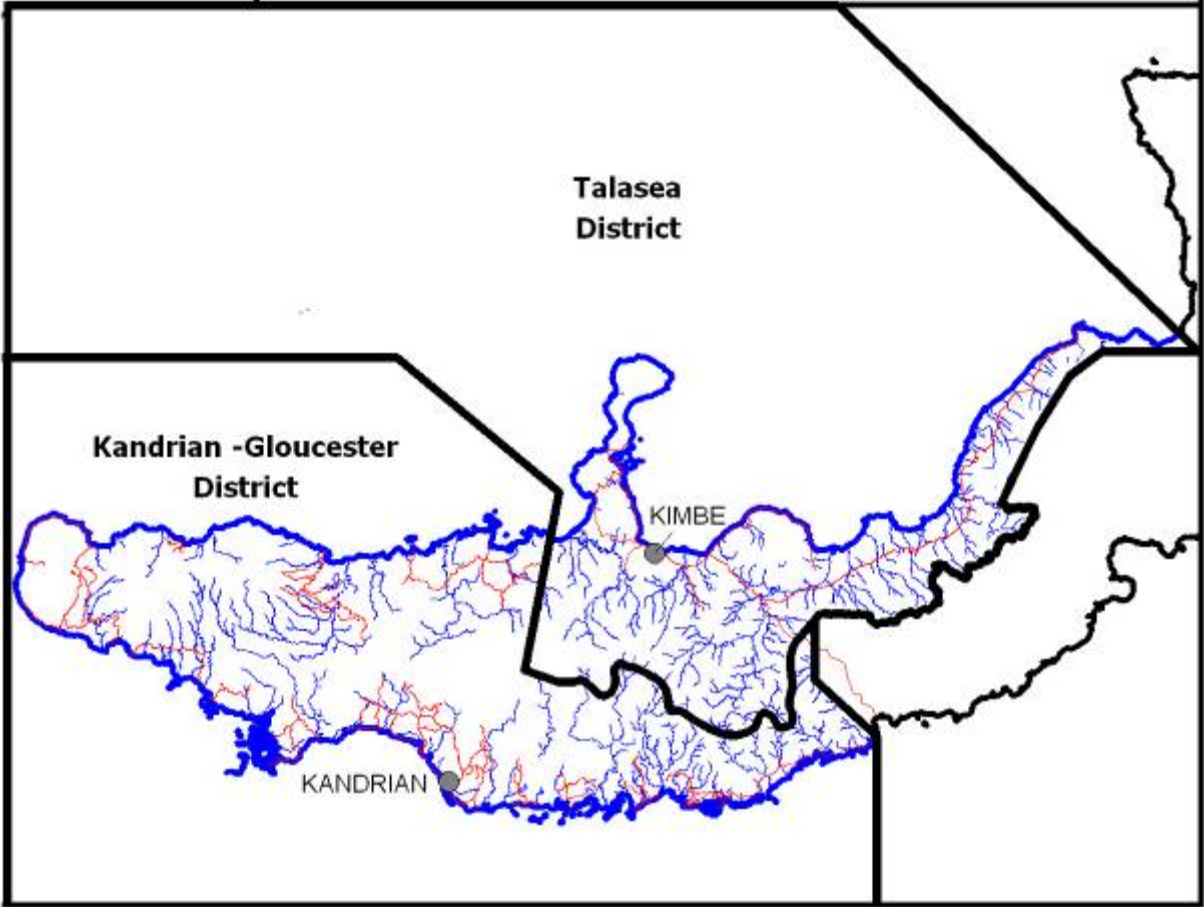 Talasea
District
Kandrian -Gloucester
District
KIMBE
KANDRIAN